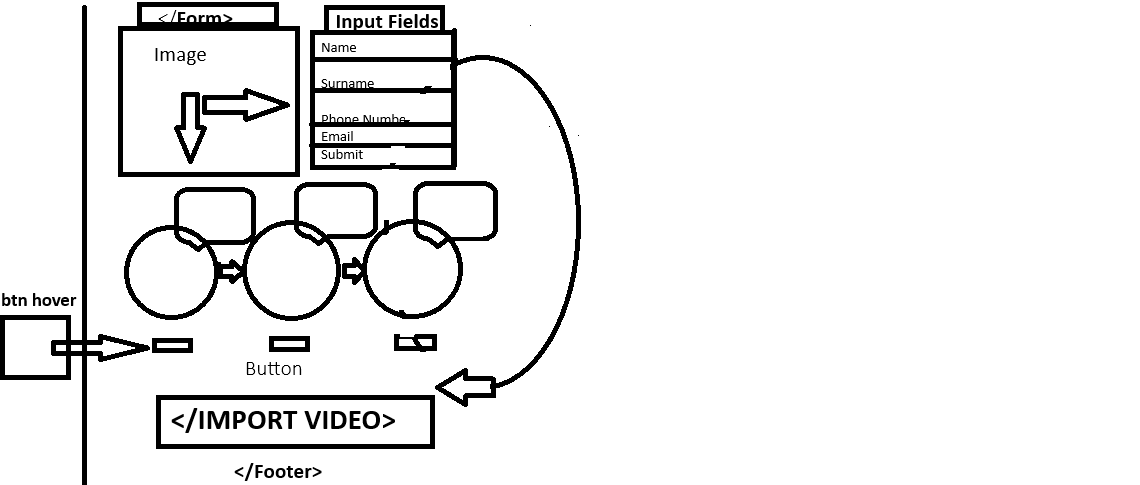 </Form>
Input Fields
Image
Name
Surname
Phone Numbe
Email
Submit
btn hover
Button
</IMPORT VIDEO>
</Footer>